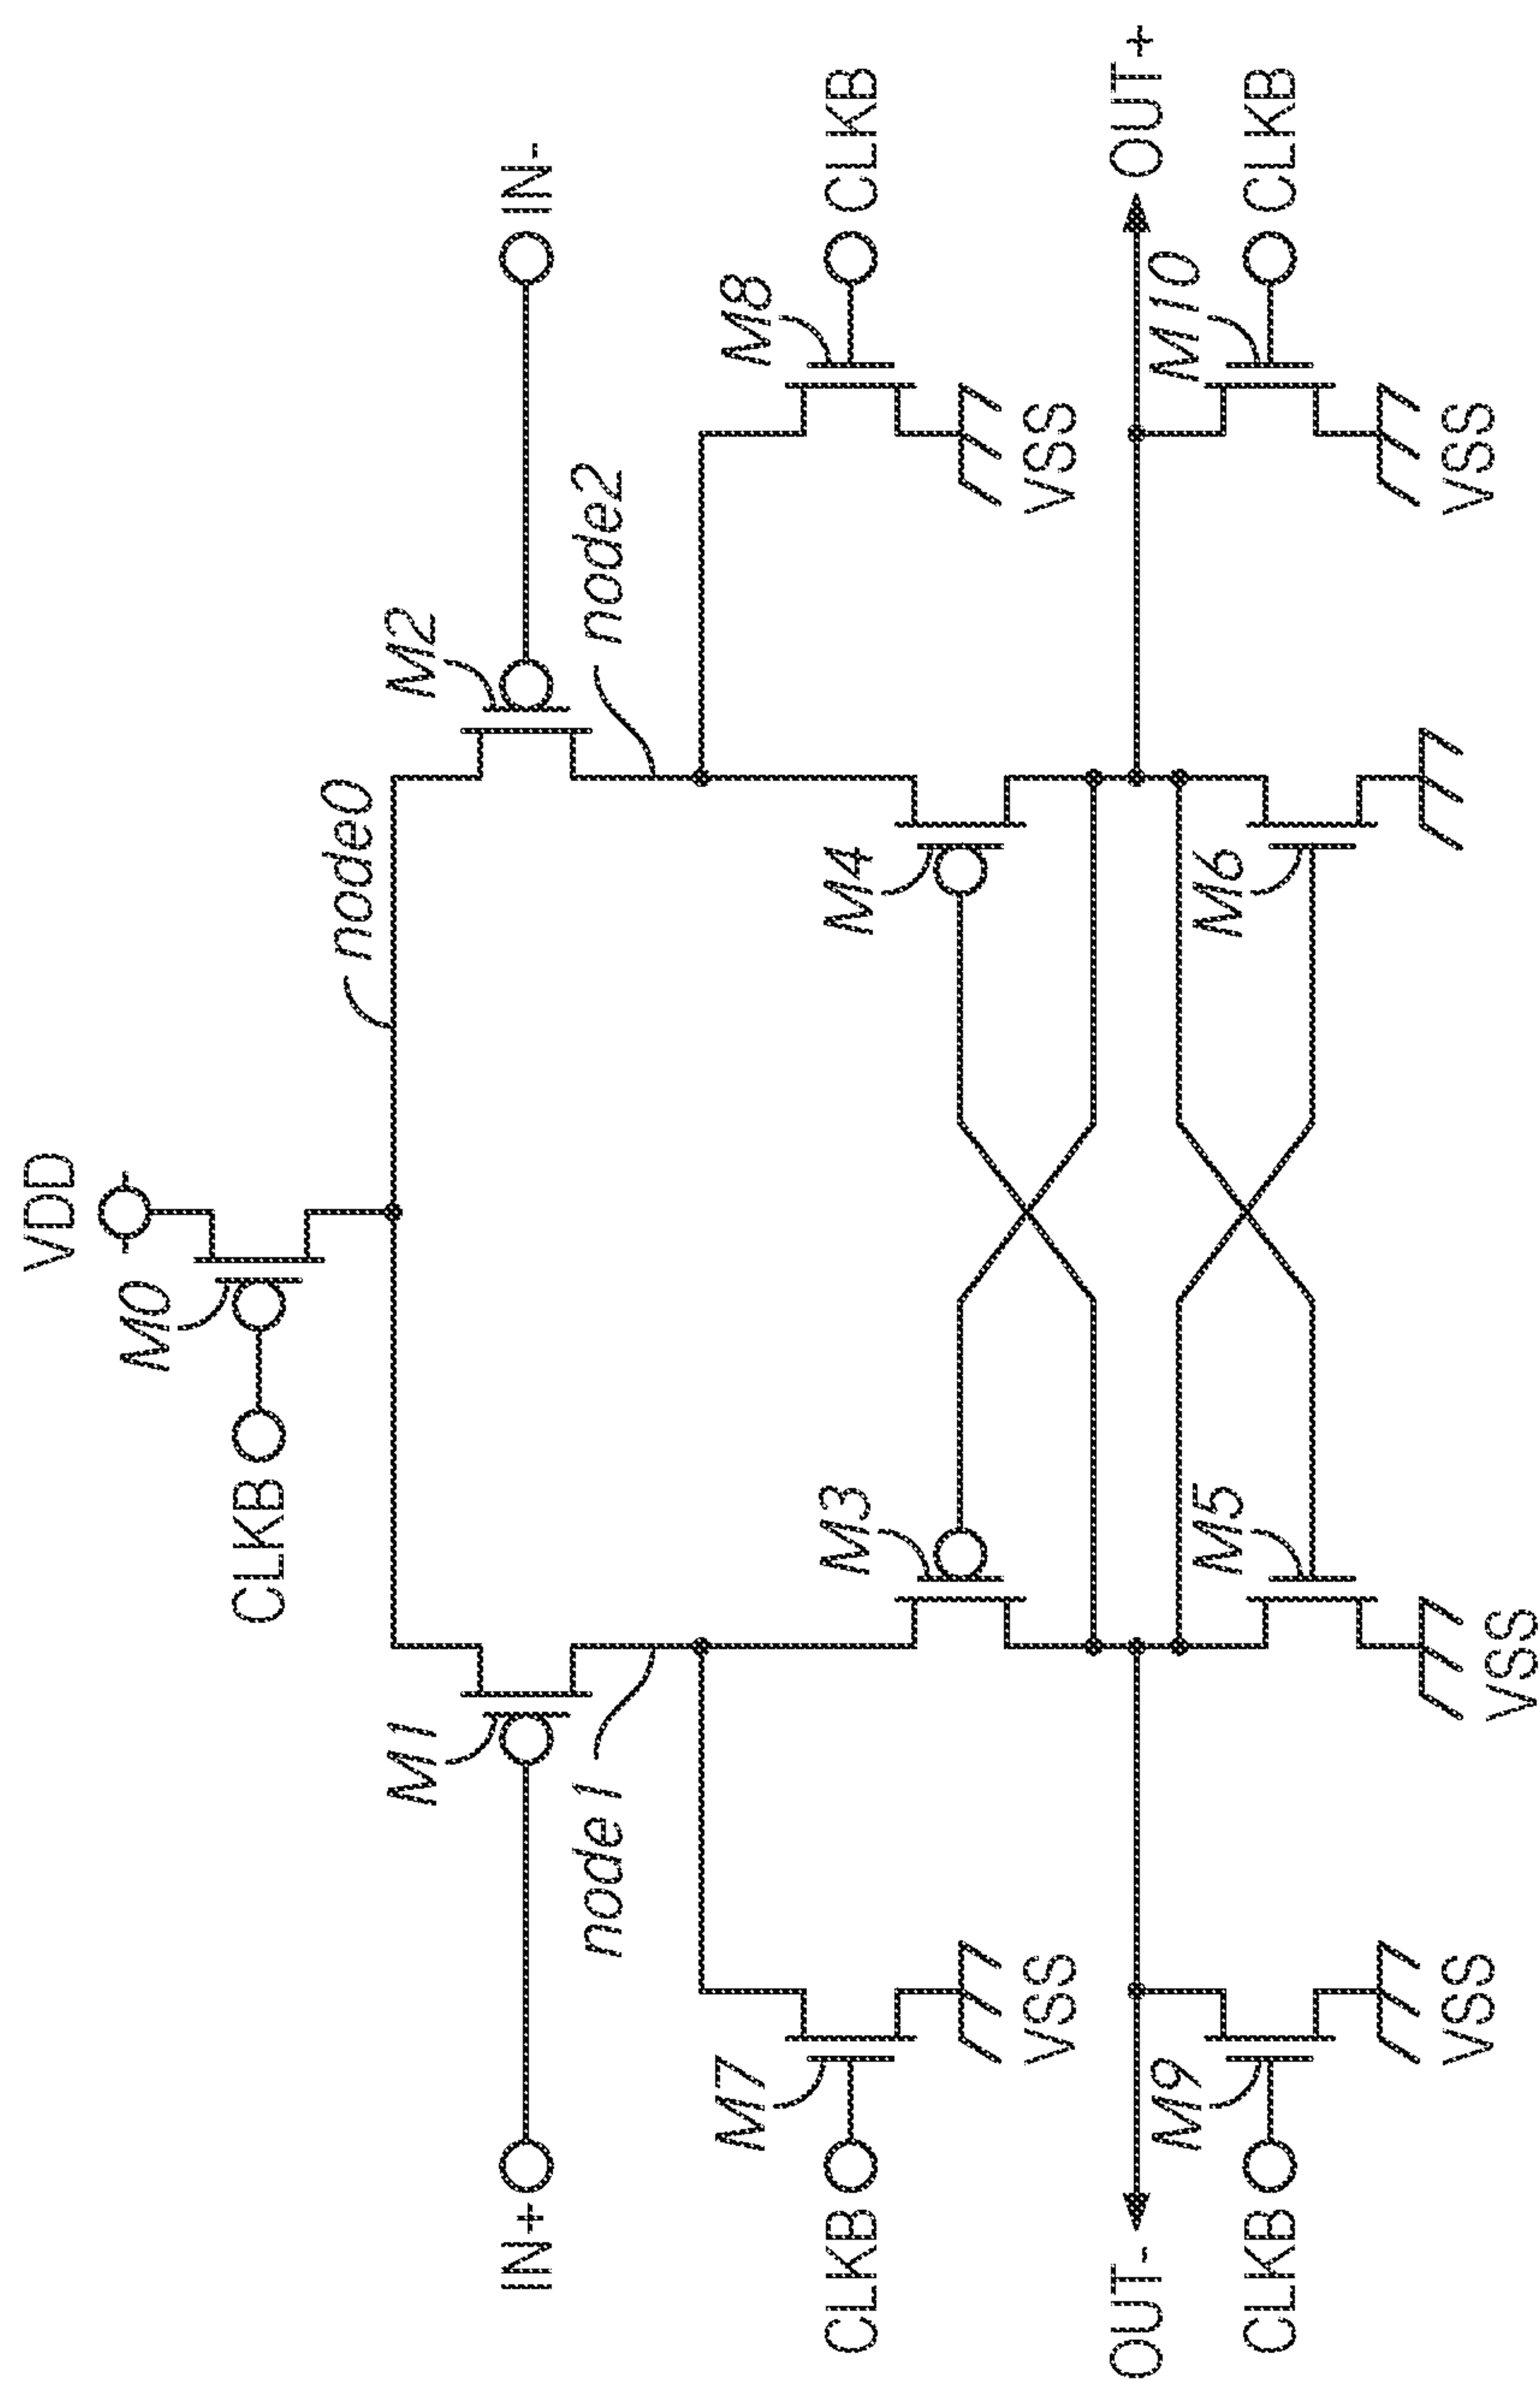 VDD
M0
CLKB
node0
M1
M2
IN+
IN-
node1
node2
M7
M3
M4
M8
CLKB
CLKB
VSS
VSS
OUT-
OUT+
M9
M5
M6
M10
CLKB
CLKB
VSS
VSS
VSS